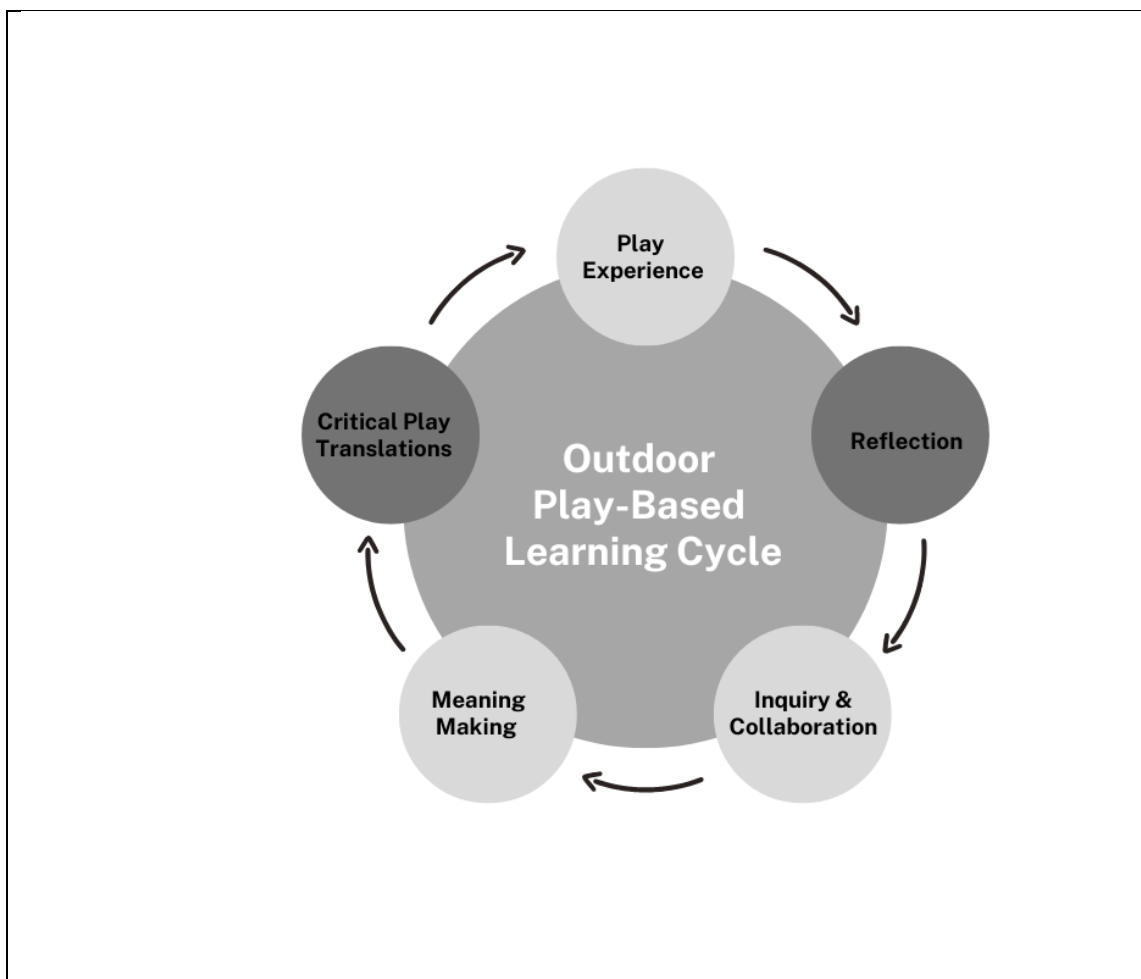 Play
Experience
Reflection
Inquiry &
Collaboration
Meaning
Making
Critical Play
Translations
Outdoor
Play-Based
Learning Cycle